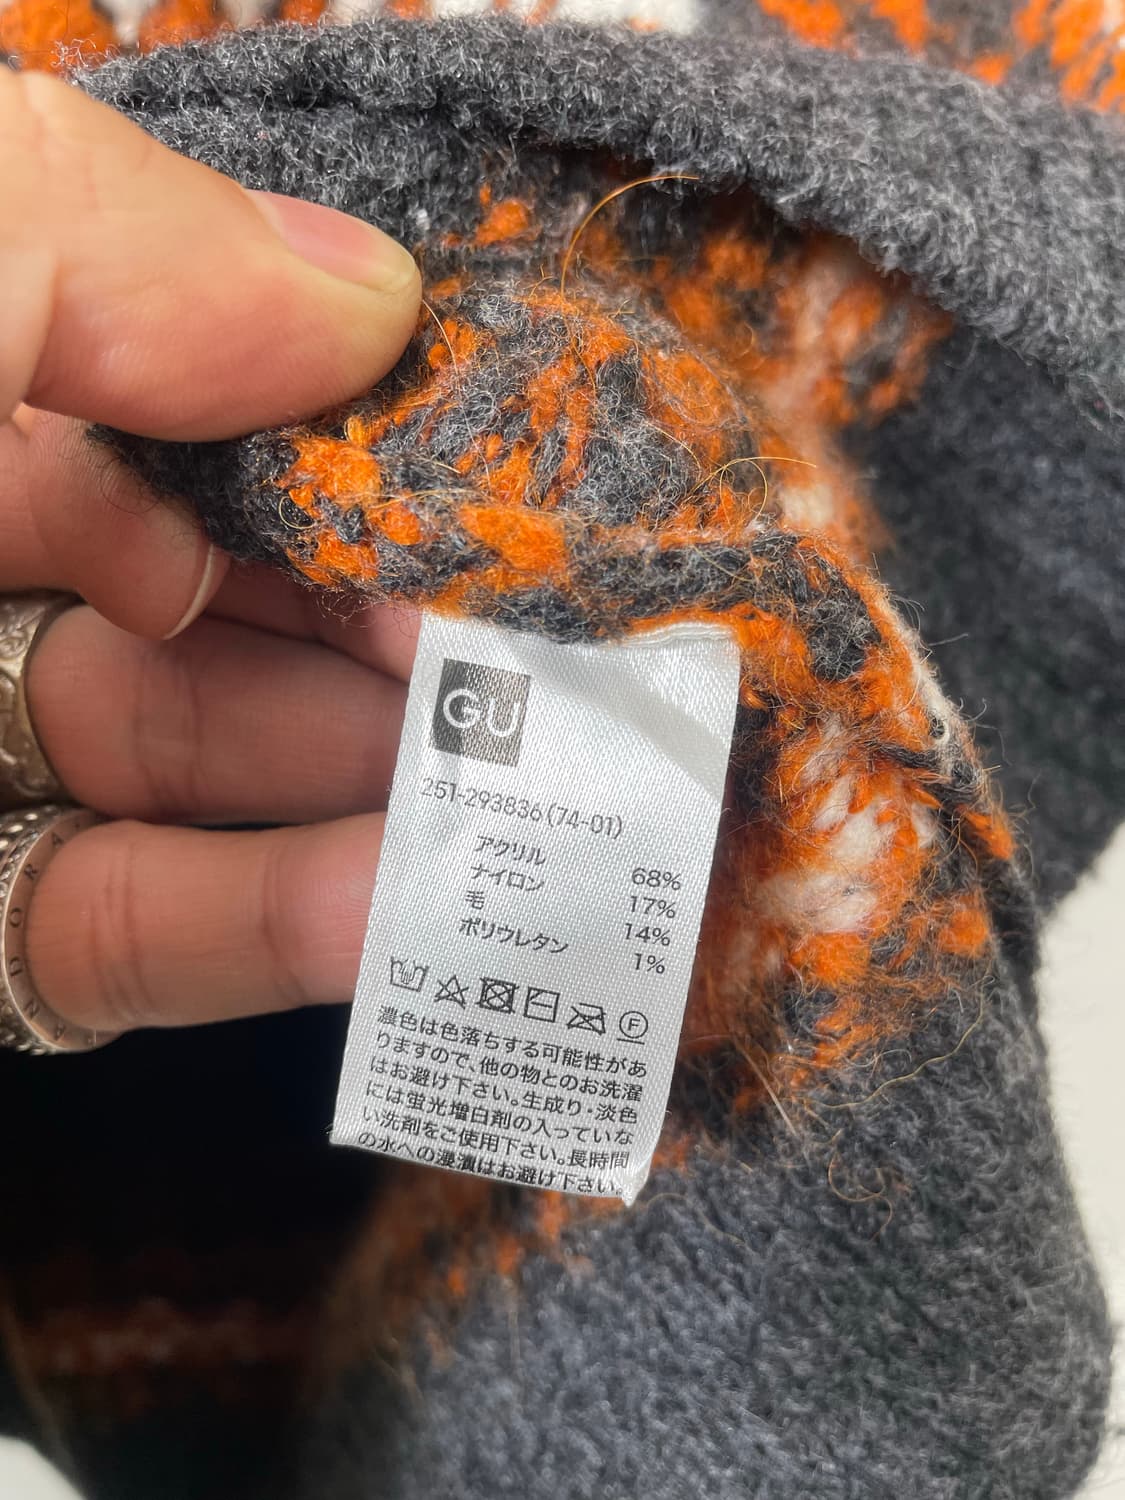 GU
251-293836(74-01)
アクリル 68%
ナイロン 17%
毛 14%
ポリウレタン 1%
F
濃色は色落ちする可能性があ
りますので、他の物とのお洗濯
はお避け下さい。生成り・淡色
には蛍光増白剤の入っていな
い洗剤をご使用下さい。長時間
の水への浸漬はお避け下さい。
ANDORA